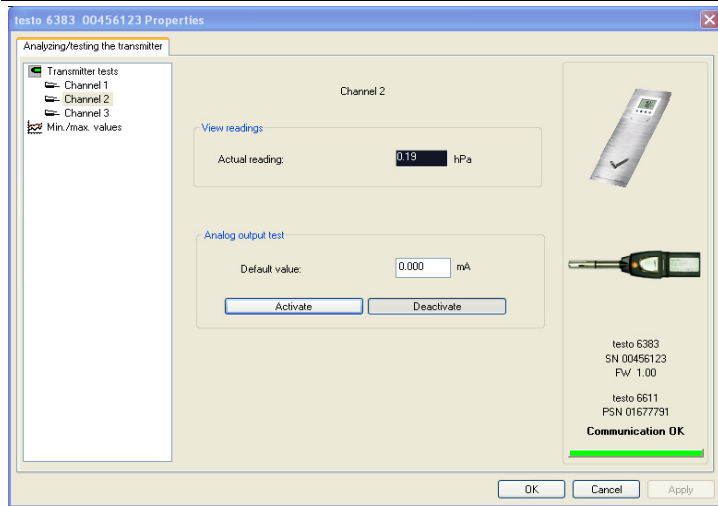 testo 6383 00456123 Properties
Analyzing/testing the transmitter
Transmitter tests
Channel 1
Channel 2
Channel 3
Min./max. values
Channel 2
View readings
Actual reading: 0.19 hPa
Analog output test
Default value: 0.000 mA
Activate Deactivate
testo 6383
SN 00456123
FW 1.00
testo 6611
PSN 01677791
Communication OK
OK Cancel Apply